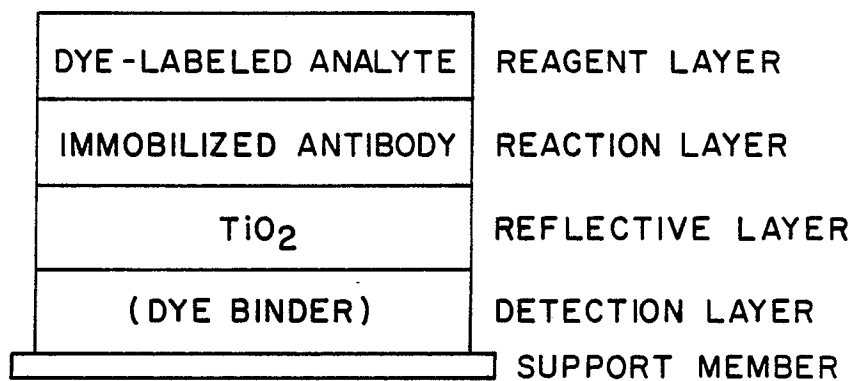 DYE-LABELED ANALYTE REAGENT LAYER
IMMOBILIZED ANTIBODY REACTION LAYER
TiO2 REFLECTIVE LAYER
(DYE BINDER) DETECTION LAYER
SUPPORT MEMBER